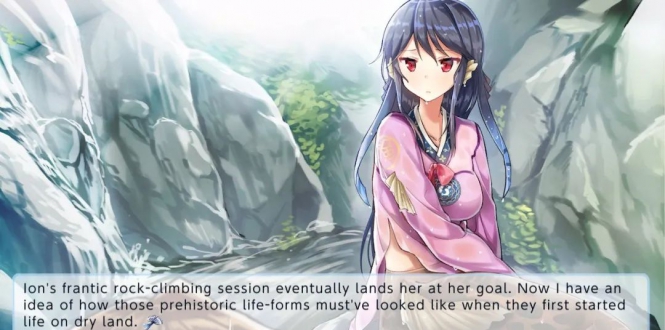 Ion's frantic rock-climbing session eventually lands her at her goal. Now I have an
idea of how those prehistoric life-forms must've looked like when they first started
life on dry land.